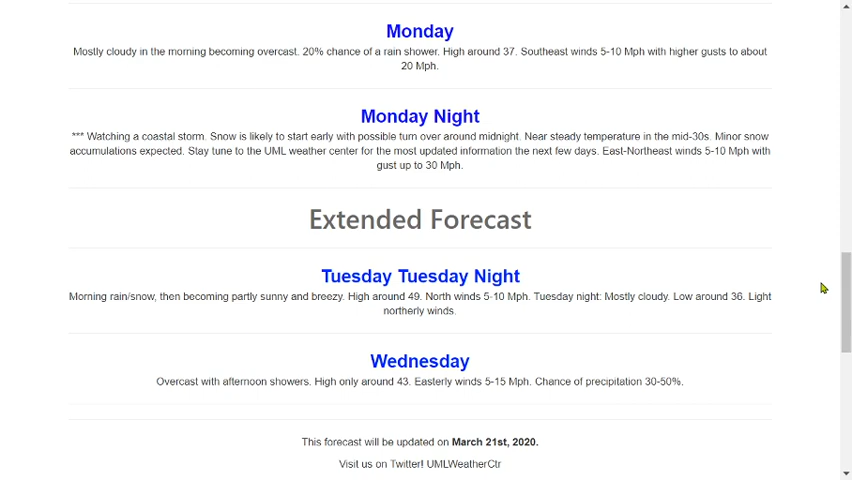 Monday
Mostly cloudy in the morning becoming overcast. 20% chance of a rain shower. High around 37. Southeast winds 5-10 Mph with higher gusts to about
20 Mph.
Monday Night
*** Watching a coastal storm. Snow is likely to start early with possible turn over around midnight. Near steady temperature in the mid-30s. Minor snow
accumulations expected. Stay tune to the UML weather center for the most updated information the next few days. East-Northeast winds 5-10 Mph with
gust up to 30 Mph.
Extended Forecast
Tuesday Tuesday Night
Morning rain/snow, then becoming partly sunny and breezy. High around 49. North winds 5-10 Mph. Tuesday night: Mostly cloudy. Low around 36. Light
northerly winds.
Wednesday
Overcast with afternoon showers. High only around 43. Easterly winds 5-15 Mph. Chance of precipitation 30-50%.
This forecast will be updated on March 21st, 2020.
Visit us on Twitter! UMLWeatherCtr